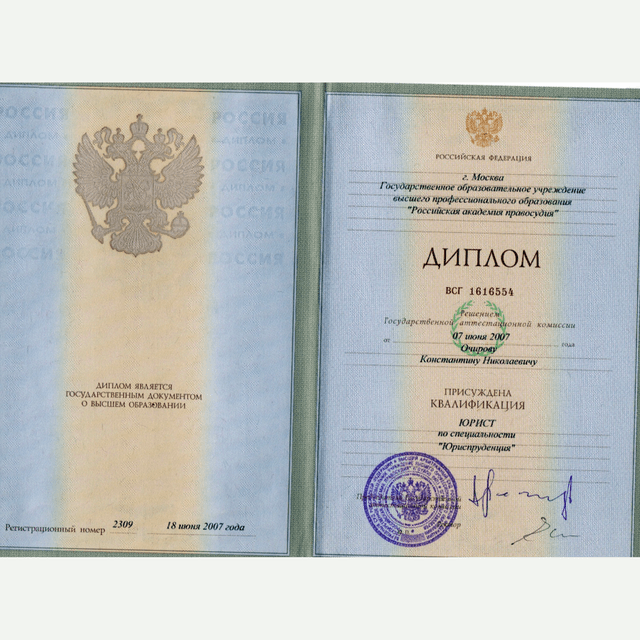 РОССИЯ
ДИПЛОМ
РОССИЯ
ДИПЛОМ
РОССИЯ
РОССИЯ
ДИПЛОМ ЯВЛЯЕТСЯ
ГОСУДАРСТВЕННЫМ ДОКУМЕНТОМ
О ВЫСШЕМ ОБРАЗОВАНИИ
Регистрационный номер 2309 18 июня 2007 года
РОССИЙСКАЯ ФЕДЕРАЦИЯ
г. Москва
Государственное образовательное учреждение
высшего профессионального образования
"Российская академия правосудия"
ДИПЛОМ
ВСГ 1616554
Решением
Государственной аттестационной комиссии
от 07 июня 2007 года
Очирову
Константину Николаевичу
ПРИСУЖДЕНА
КВАЛИФИКАЦИЯ
ЮРИСТ
по специальности
"Юриспруденция"